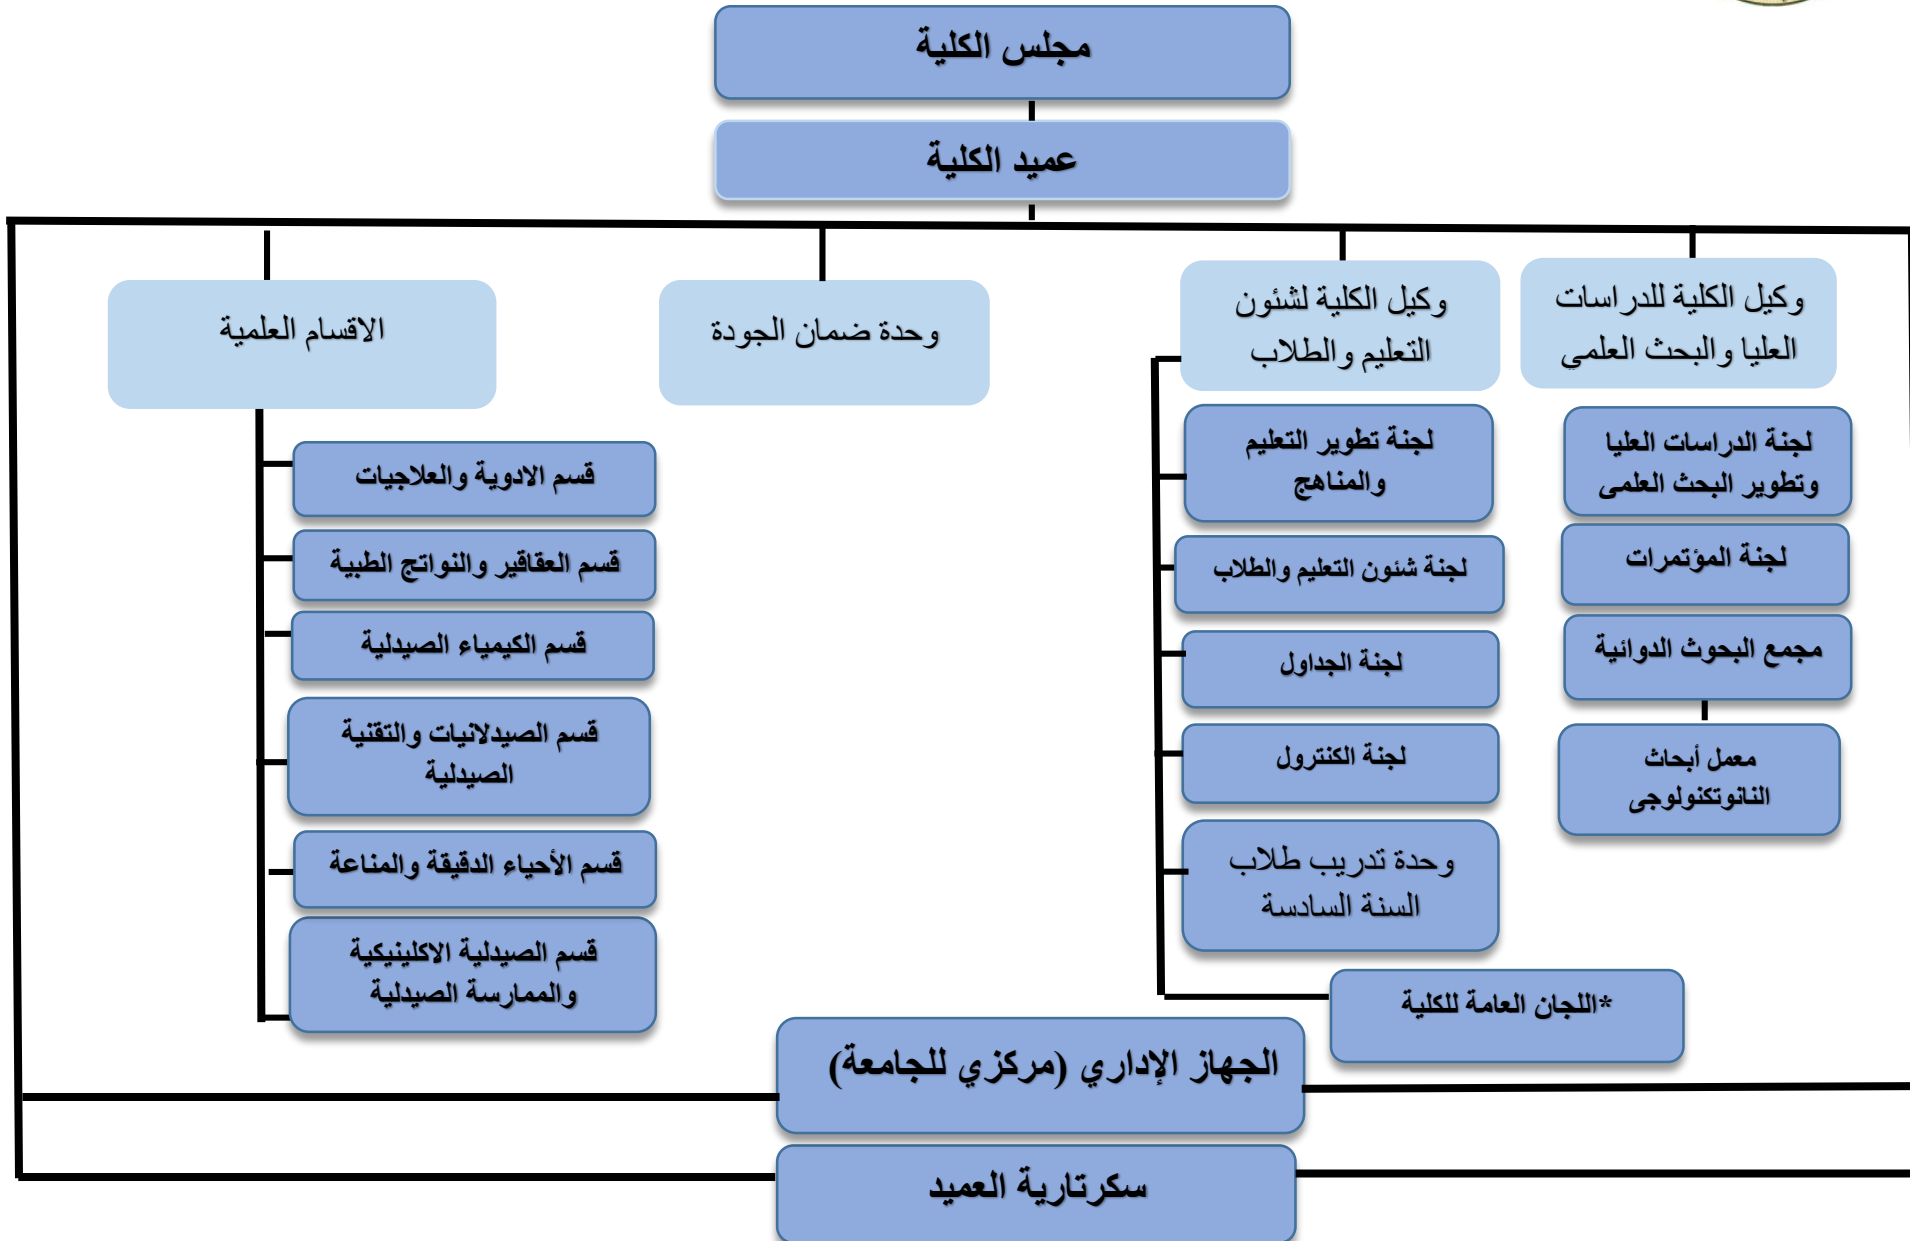 مجلس الكلية
عميد الكلية
وكيل الكلية للدراسات
العليا والبحث العلمي
لجنة الدراسات العليا
وتطوير البحث العلمى
لجنة المؤتمرات
مجمع البحوث الدوائية
معمل أبحاث
النانوتكنولوجى
وكيل الكلية لشئون
التعليم والطلاب
لجنة تطوير التعليم
والمناهج
لجنة شئون التعليم والطلاب
لجنة الجداول
لجنة الكنترول
وحدة تدريب طلاب
السنة السادسة
*اللجان العامة للكلية
وحدة ضمان الجودة
الاقسام العلمية
قسم الادوية والعلاجيات
قسم العقاقير والنواتج الطبية
قسم الكيمياء الصيدلية
قسم الصيدلانيات والتقنية
الصيدلية
قسم الأحياء الدقيقة والمناعة
قسم الصيدلية الاكلينيكية
والممارسة الصيدلية
الجهاز الإداري (مركزي للجامعة)
سكرتارية العميد